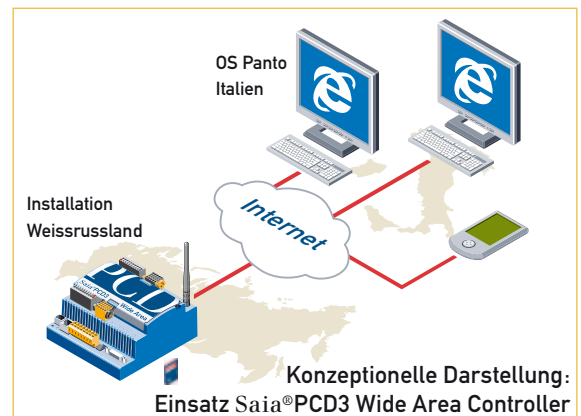 OS Panto
Italien
Installation
Weissrussland
Internet
PCD
Saia®PCD3 Wide Area
Konzeptionelle Darstellung:
Einsatz Saia®PCD3 Wide Area Controller